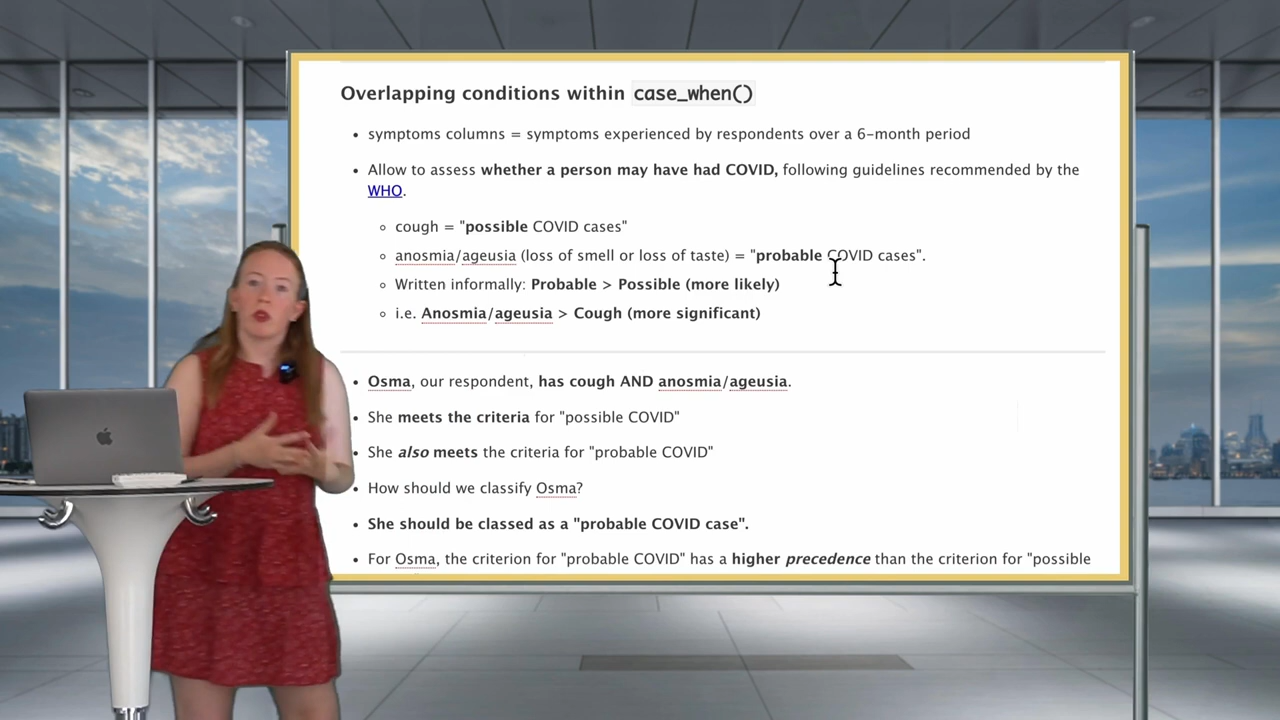 Overlapping conditions within case_when()
• symptoms columns = symptoms experienced by respondents over a 6-month period
• Allow to assess whether a person may have had COVID, following guidelines recommended by the
WHO.
◦ cough = "possible COVID cases"
◦ anosmia/ageusia (loss of smell or loss of taste) = "probable COVID cases".
◦ Written informally: Probable > Possible (more likely)
◦ i.e. Anosmia/ageusia > Cough (more significant)
• Osma, our respondent, has cough AND anosmia/ageusia.
• She meets the criteria for "possible COVID"
• She also meets the criteria for "probable COVID"
• How should we classify Osma?
• She should be classed as a "probable COVID case".
• For Osma, the criterion for "probable COVID" has a higher precedence than the criterion for "possible